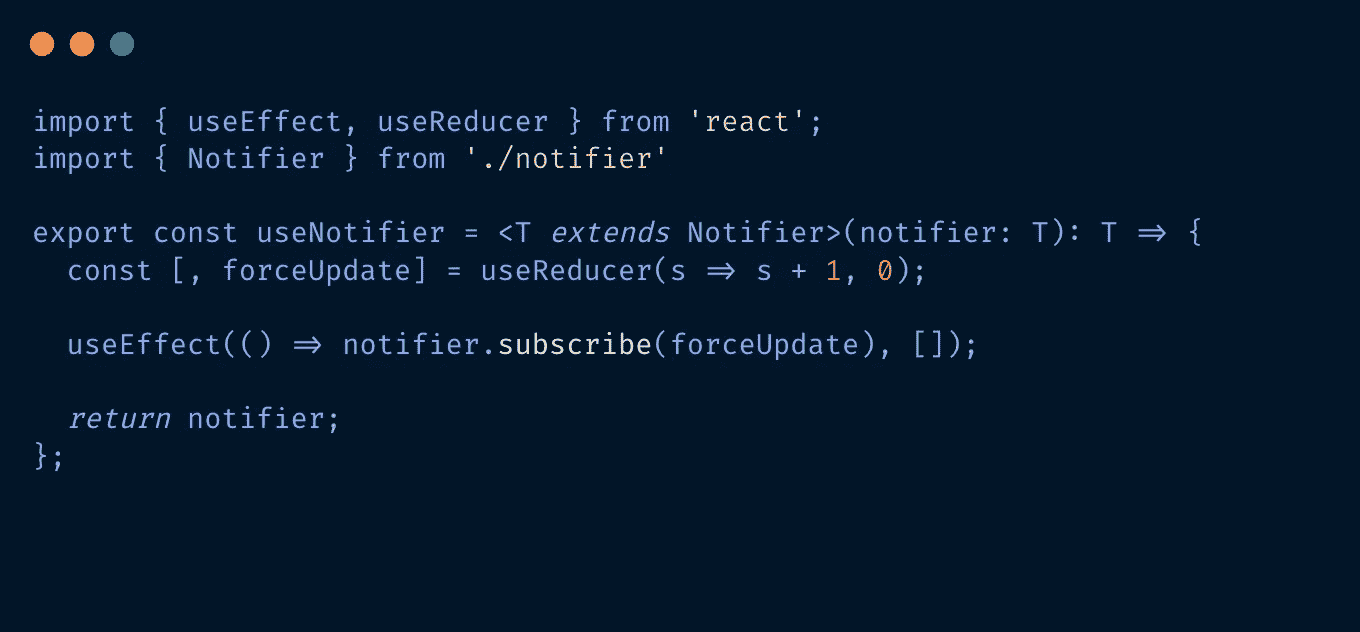 import { useEffect, useReducer } from 'react';
import { Notifier } from './notifier'
export const useNotifier = <T extends Notifier>(notifier: T): T => {
const [, forceUpdate] = useReducer(s => s + 1, 0);
useEffect(() => notifier.subscribe(forceUpdate), []);
return notifier;
};